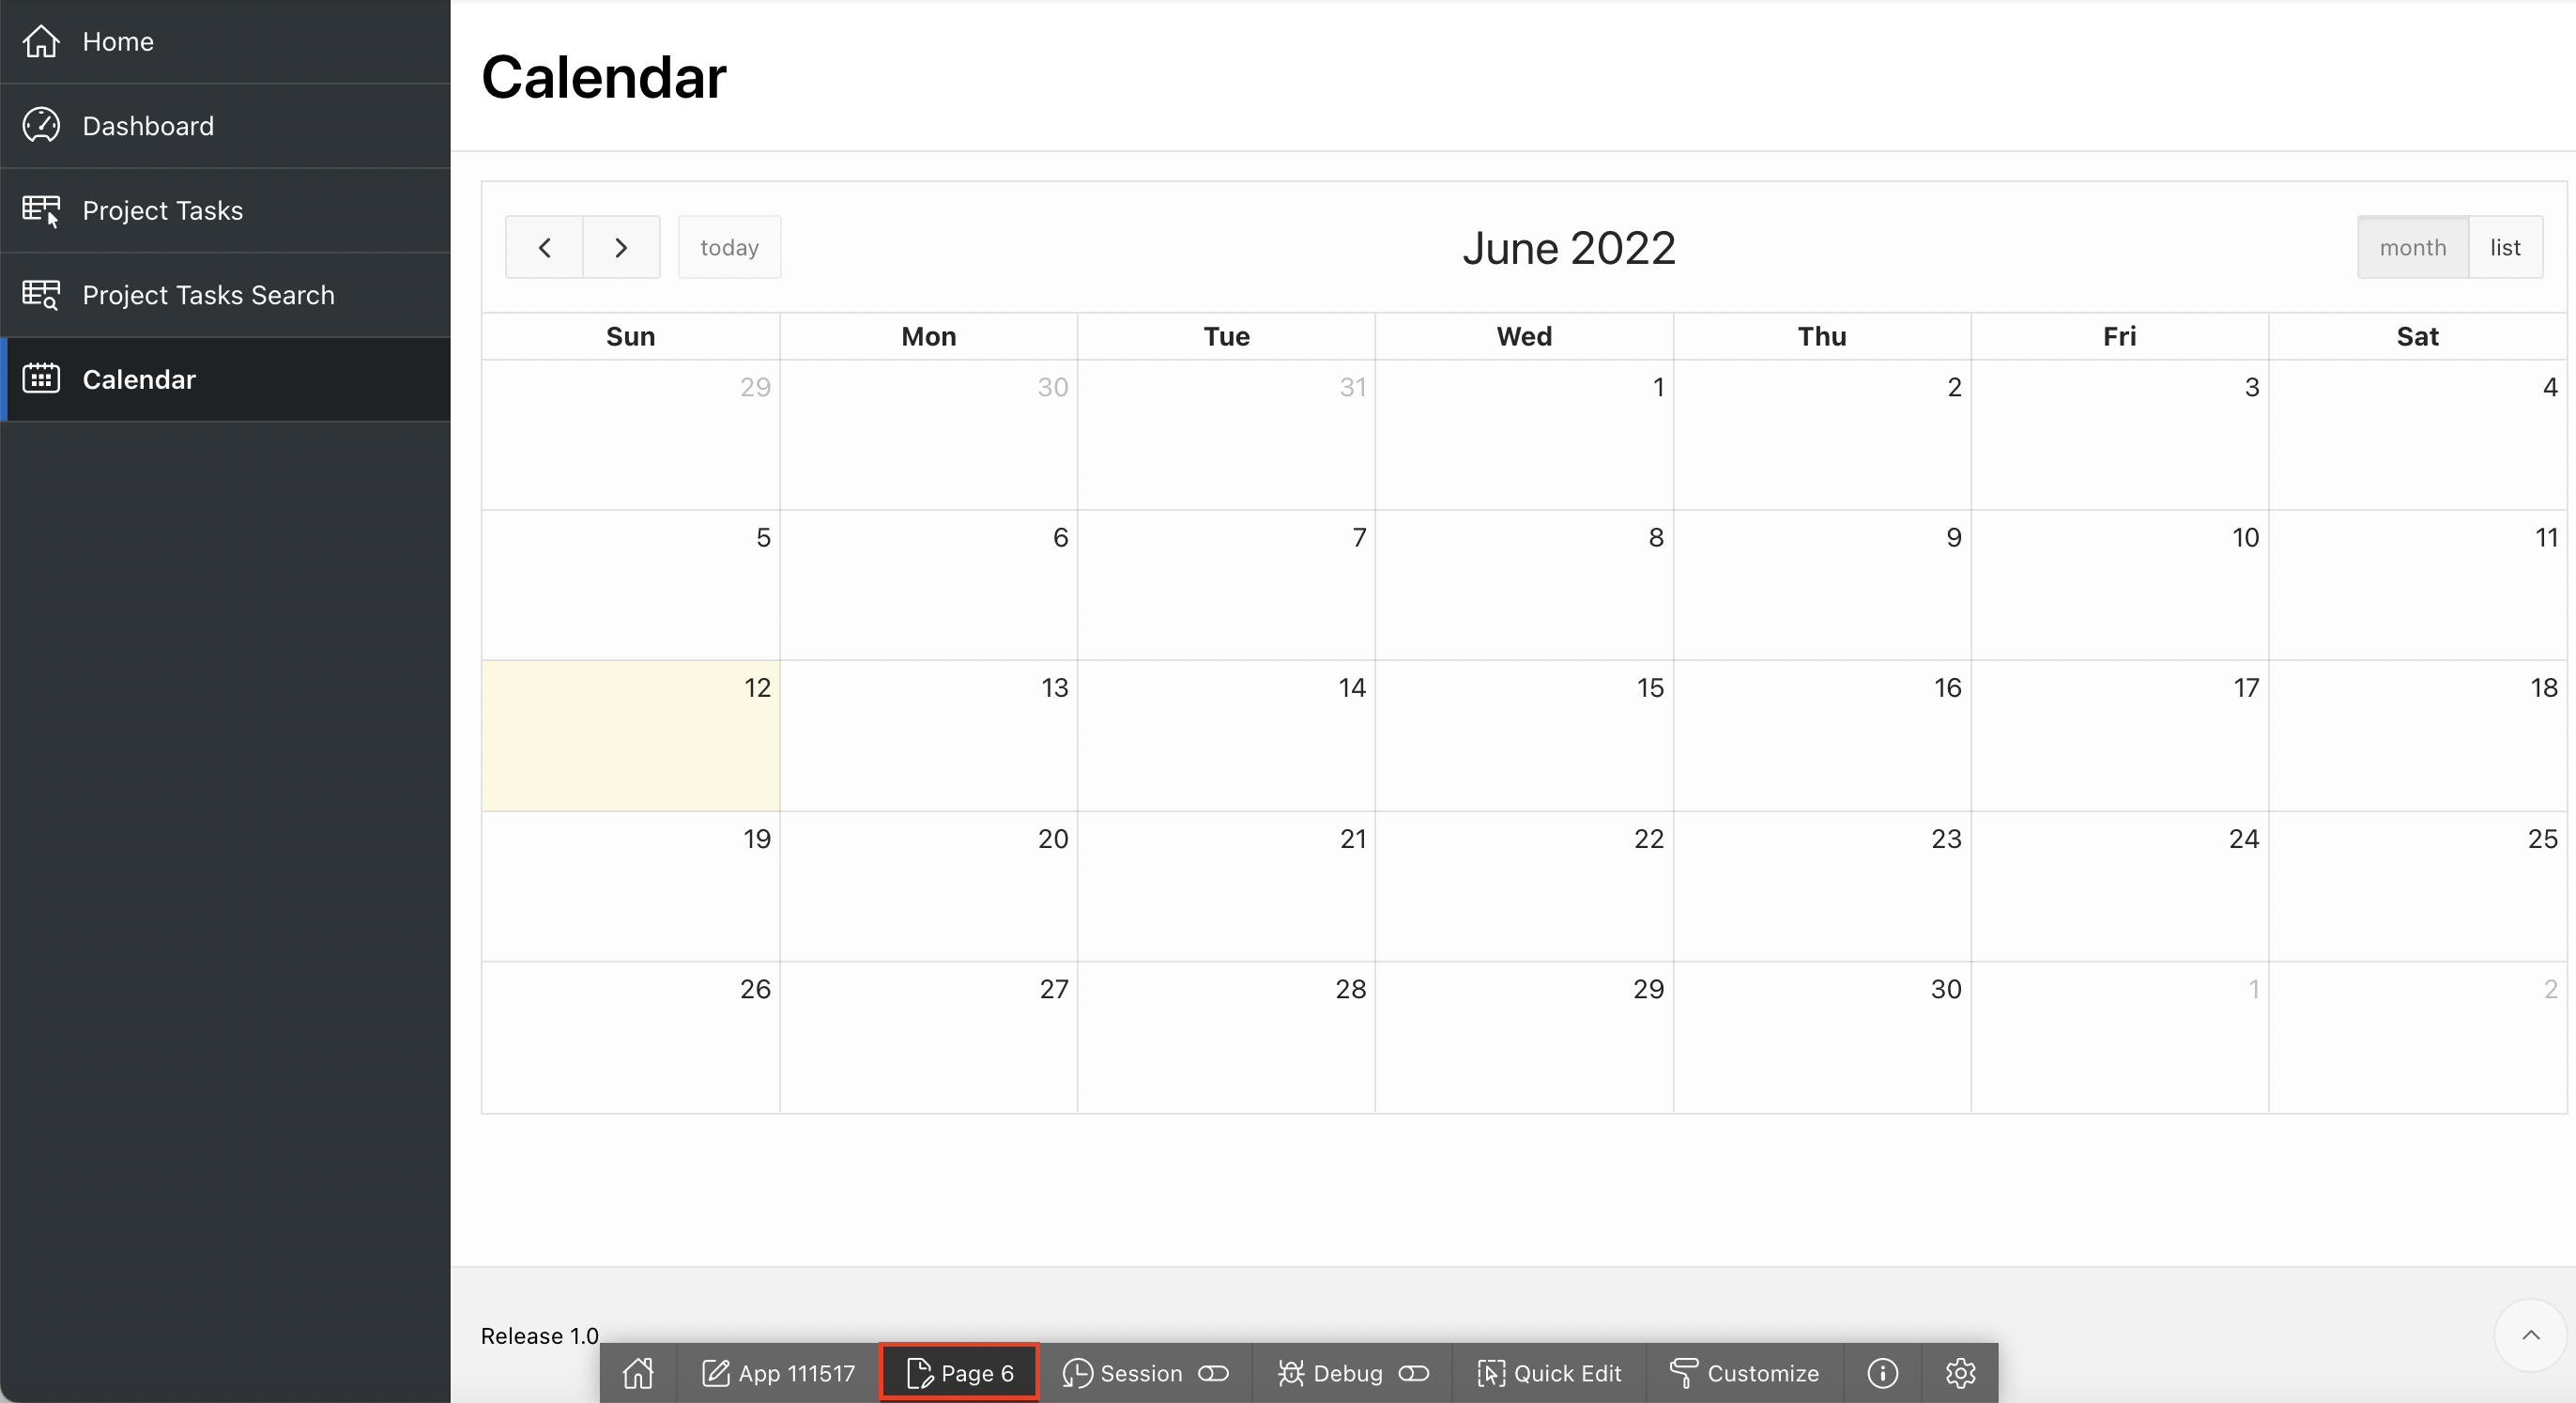 Home
Dashboard
Project Tasks
Project Tasks Search
Calendar
Calendar
today
June 2022
month list
Sun Mon Tue Wed Thu Fri Sat
29 30 31 1 2 3 4
5 6 7 8 9 10 11
12 13 14 15 16 17 18
19 20 21 22 23 24 25
26 27 28 29 30 1 2
Release 1.0
App 111517 Page 6 Session Debug Quick Edit Customize